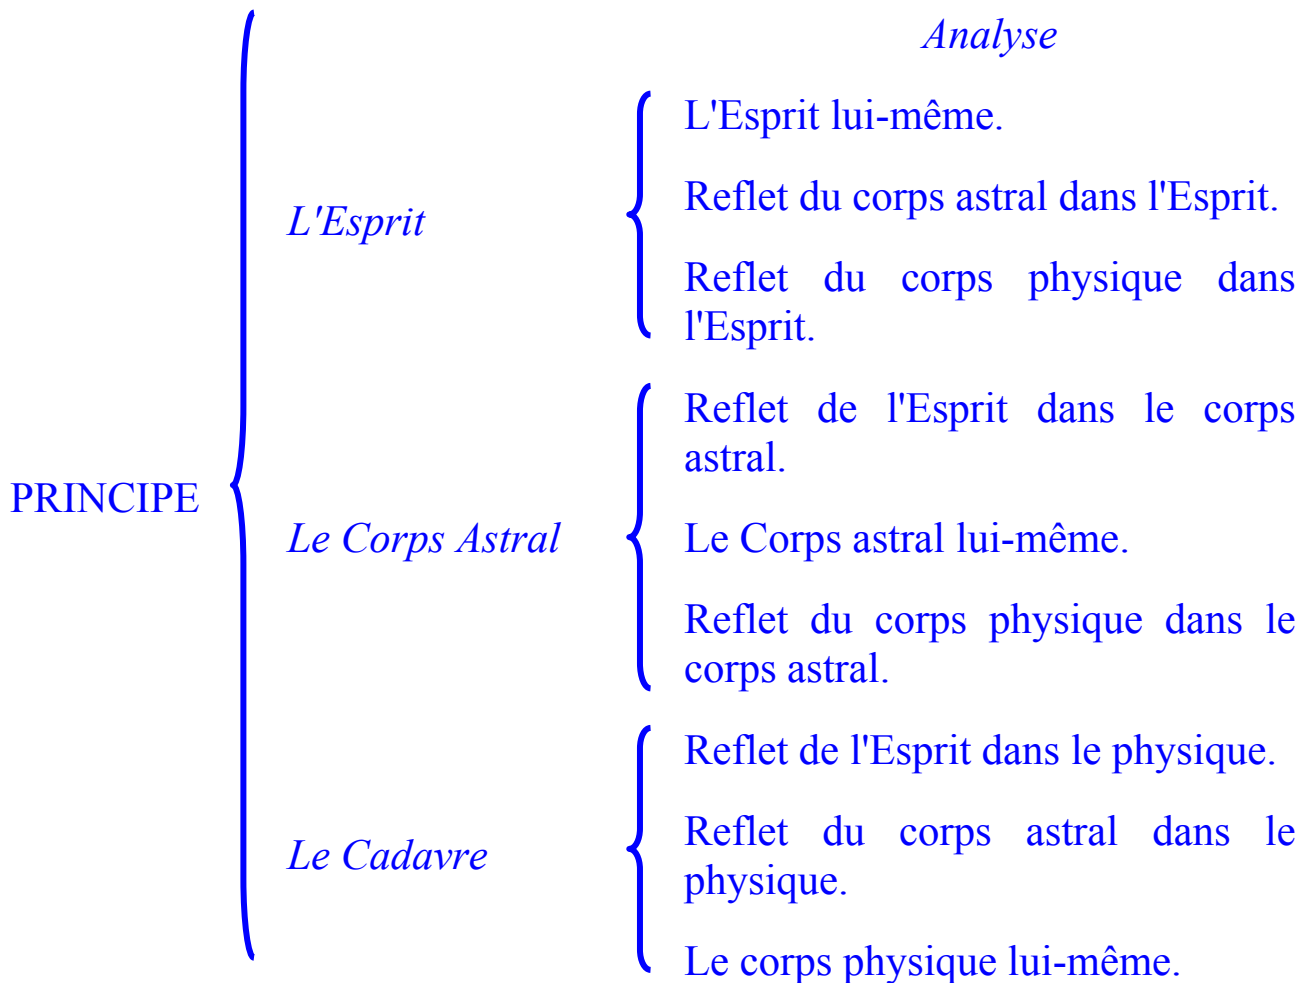 Analyse
L'Esprit lui-même.
Reflet du corps astral dans l'Esprit.
L'Esprit
Reflet du corps physique dans
l'Esprit.
Reflet de l'Esprit dans le corps
astral.
PRINCIPE
Le Corps Astral
Le Corps astral lui-même.
Reflet du corps physique dans le
corps astral.
Reflet de l'Esprit dans le physique.
Le Cadavre
Reflet du corps astral dans le
physique.
Le corps physique lui-même.